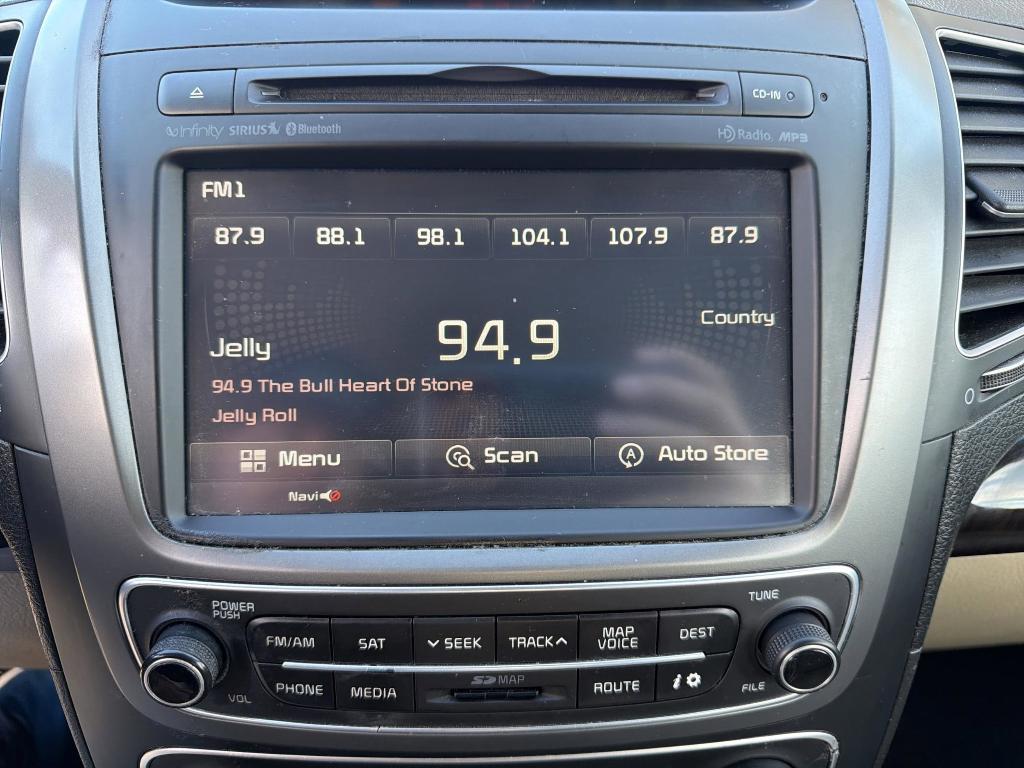 CD-IN
Infinity SIRIUS Bluetooth HD Radio MP3
FM1
87.9 88.1 98.1 104.1 107.9 87.9
Country
94.9
Jelly
94.9 The Bull Heart Of Stone
Jelly Roll
Menu Scan Auto Store
Navi
POWER
PUSH
TUNE
FM/AM SAT SEEK TRACK MAP VOICE DEST
SD MAP
PHONE MEDIA ROUTE i
VOL FILE
0